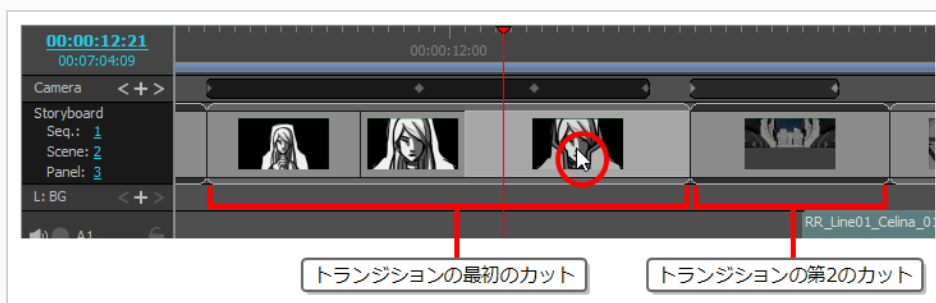 00:00:12:21
00:07:04:09
00:00:12:00
Camera
Storyboard
Seq.: 1
Scene: 2
Panel: 3
L: BG
A1
RR_Line01_Celina_01
トランジションの最初のカット
トランジションの第2のカット